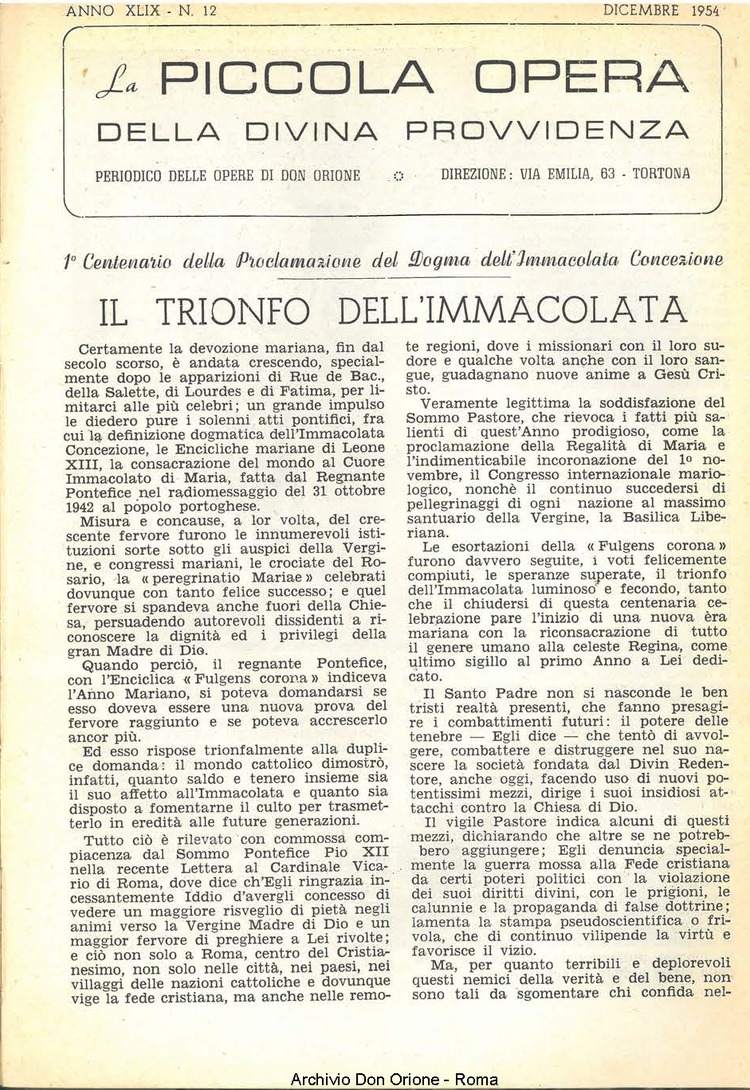 ANNO XLIX - N. 12 DICEMBRE 1954
La PICCOLA OPERA
DELLA DIVINA PROVVIDENZA
PERIODICO DELLE OPERE DI DON ORIONE DIREZIONE: VIA EMILIA, 63 - TORTONA
1º Centenario della Proclamazione del Dogma dell'Immacolata Concezione
IL TRIONFO DELL'IMMACOLATA
Certamente la devozione mariana, fin dal
secolo scorso, è andata crescendo, special-
mente dopo le apparizioni di Rue de Bac.,
della Salette, di Lourdes e di Fatima, per li-
mitarci alle più celebri; un grande impulso
le diedero pure i solenni atti pontifici, fra
cui la definizione dogmatica dell'Immacolata
Concezione, le Encicliche mariane di Leone
XIII, la consacrazione del mondo al Cuore
Immacolato di Maria, fatta dal Regnante
Pontefice nel radiomessaggio del 31 ottobre
1942 al popolo portoghese.
Misura e concause, a lor volta, del cre-
scente fervore furono le innumerevoli isti-
tuzioni sorte sotto gli auspici della Vergi-
ne, e congressi mariani, le crociate del Ro-
sario, la « peregrinatio Mariae » celebrati
dovunque con tanto felice successo; e quel
fervore si spandeva anche fuori della Chie-
sa, persuadendo autorevoli dissidenti a ri-
conoscere la dignità ed i privilegi della
gran Madre di Dio.
Quando perciò, il regnante Pontefice,
con l'Enciclica « Fulgens corona » indiceva
l'Anno Mariano, si poteva domandarsi se
esso doveva essere una nuova prova del
fervore raggiunto e se poteva accrescerlo
ancor più.
Ed esso rispose trionfalmente alla dupli-
ce domanda: il mondo cattolico dimostrò,
infatti, quanto saldo e tenero insieme sia
il suo affetto all'Immacolata e quanto sia
disposto a fomentarne il culto per trasmet-
terlo in eredità alle future generazioni.
Tutto ciò è rilevato con commossa com-
piacenza dal Sommo Pontefice Pio XII
nella recente Lettera al Cardinale Vica-
rio di Roma, dove dice ch'Egli ringrazia in-
cessantemente Iddio d'avergli concesso di
vedere un maggiore risveglio di pietà negli
animi verso la Vergine Madre di Dio e un
maggior fervore di preghiere a Lei rivolte;
e ciò non solo a Roma, centro del Cristia-
nesimo, non solo nelle città, nei paesi, nei
villaggi delle nazioni cattoliche e dovunque
vige la fede cristiana, ma anche nelle remo-
te regioni, dove i missionari con il loro su-
dore e qualche volta anche con il loro san-
gue, guadagnano nuove anime a Gesù Cri-
sto.
Veramente legittima la soddisfazione del
Sommo Pastore, che rievoca i fatti più sa-
lienti di quest'Anno prodigioso, come la
proclamazione della Regalità di Maria e
l'indimenticabile incoronazione del 1º no-
vembre, il Congresso internazionale mario-
logico, nonchè il continuo succedersi di
pellegrinaggi di ogni nazione al massimo
santuario della Vergine, la Basilica Libe-
riana.
Le esortazioni della « Fulgens corona »
furono davvero seguite, i voti felicemente
compiuti, le speranze superate, il trionfo
dell'Immacolata luminoso e fecondo, tanto
che il chiudersi di questa centenaria ce-
lebrazione pare l'inizio di una nuova èra
mariana con la riconsacrazione di tutto
il genere umano alla celeste Regina, come
ultimo sigillo al primo Anno a Lei dedi-
cato.
Il Santo Padre non si nasconde le ben
tristi realtà presenti, che fanno presagi-
re i combattimenti futuri: il potere delle
tenebre — Egli dice — che tentò di avvol-
gere, combattere e distruggere nel suo na-
scere la società fondata dal Divin Reden-
tore, anche oggi, facendo uso di nuovi po-
tentissimi mezzi, dirige i suoi insidiosi at-
tacchi contro la Chiesa di Dio.
Il vigile Pastore indica alcuni di questi
mezzi, dichiarando che altre se ne potreb-
bero aggiungere; Egli denuncia special-
mente la guerra mossa alla Fede cristiana
da certi poteri politici con la violazione
dei suoi diritti divini, con le prigioni, le
calunnie e la propaganda di false dottrine;
lamenta la stampa pseudoscientifica o fri-
vola, che di continuo vilipende la virtù e
favorisce il vizio.
Ma, per quanto terribili e deplorevoli
questi nemici della verità e del bene, non
sono tali da sgomentare chi confida nel-
Archivio Don Orione - Roma